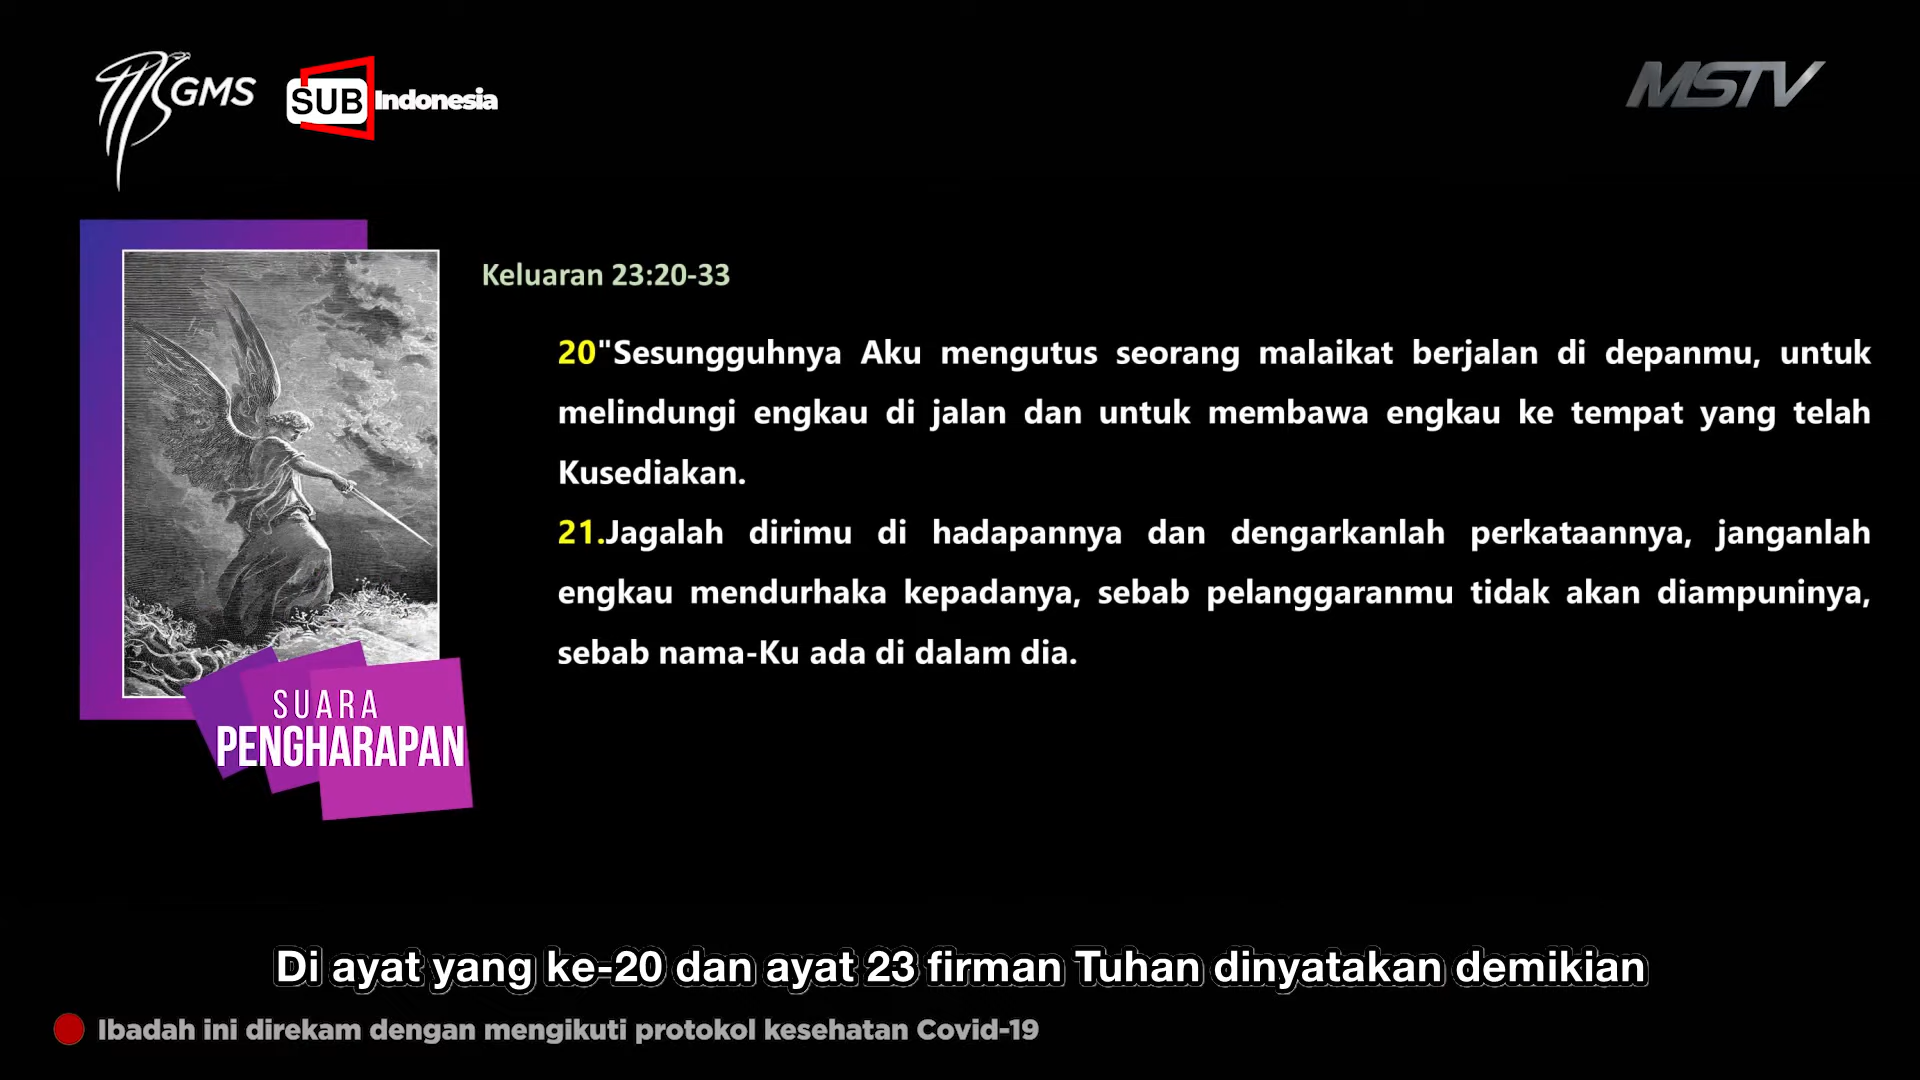 GMS
SUB Indonesia
MSTV
Keluaran 23:20-33
20"Sesungguhnya Aku mengutus seorang malaikat berjalan di depanmu, untuk
melindungi engkau di jalan dan untuk membawa engkau ke tempat yang telah
Kusediakan.
21.Jagalah dirimu di hadapannya dan dengarkanlah perkataannya, janganlah
engkau mendurhaka kepadanya, sebab pelanggaranmu tidak akan diampuninya,
sebab nama-Ku ada di dalam dia.
SUARA
PENGHARAPAN
Di ayat yang ke-20 dan ayat 23 firman Tuhan dinyatakan demikian
Ibadah ini direkam dengan mengikuti protokol kesehatan Covid-19